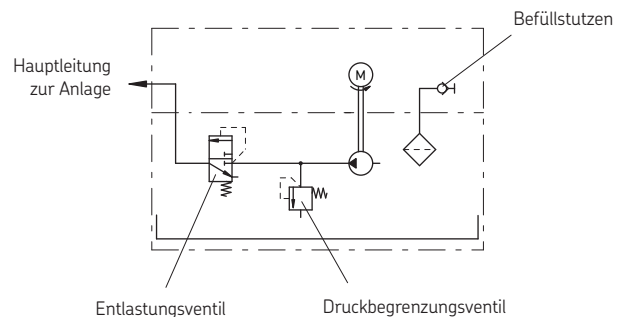 Befüllstutzen
Hauptleitung
zur Anlage
M
Entlastungsventil
Druckbegrenzungsventil